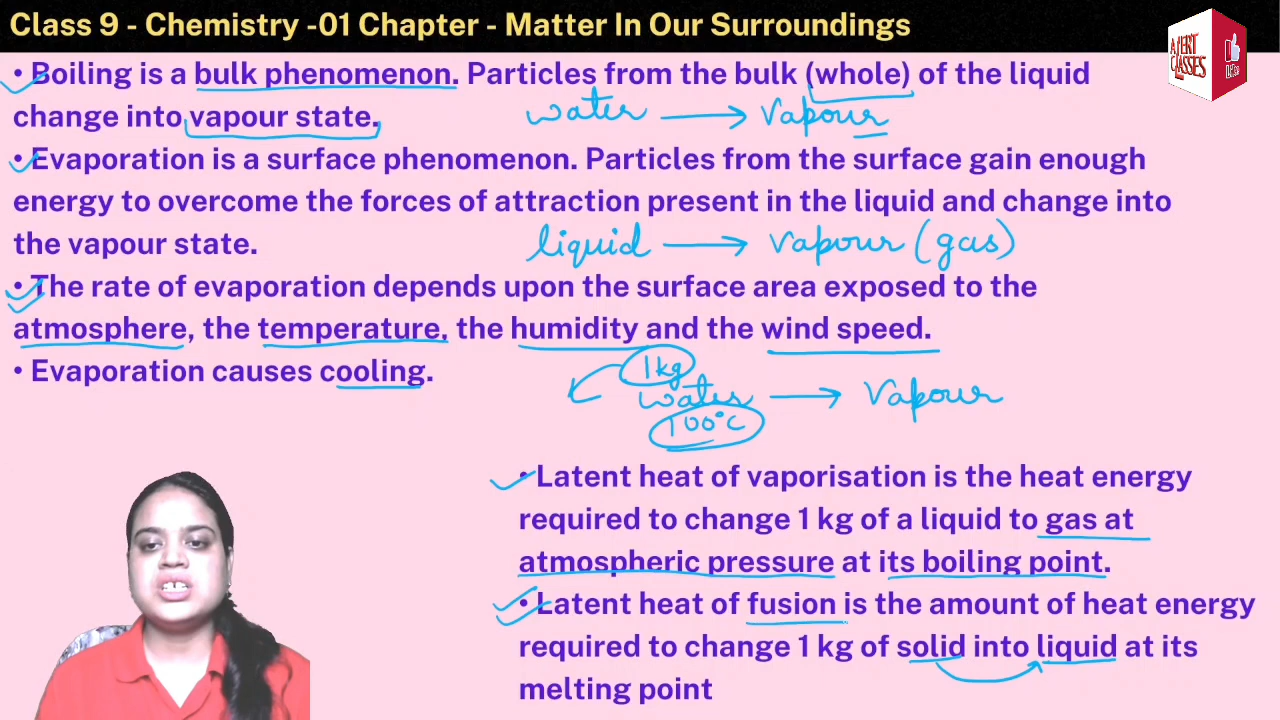 Class 9 - Chemistry -01 Chapter - Matter In Our Surroundings
ALERT CLASSES
• Boiling is a bulk phenomenon. Particles from the bulk (whole) of the liquid
change into vapour state.
water → vapour
• Evaporation is a surface phenomenon. Particles from the surface gain enough
energy to overcome the forces of attraction present in the liquid and change into
the vapour state.
liquid → vapour (gas)
• The rate of evaporation depends upon the surface area exposed to the
atmosphere, the temperature, the humidity and the wind speed.
• Evaporation causes cooling.
1kg
water → Vapour
100°C
• Latent heat of vaporisation is the heat energy
required to change 1 kg of a liquid to gas at
atmospheric pressure at its boiling point.
• Latent heat of fusion is the amount of heat energy
required to change 1 kg of solid into liquid at its
melting point